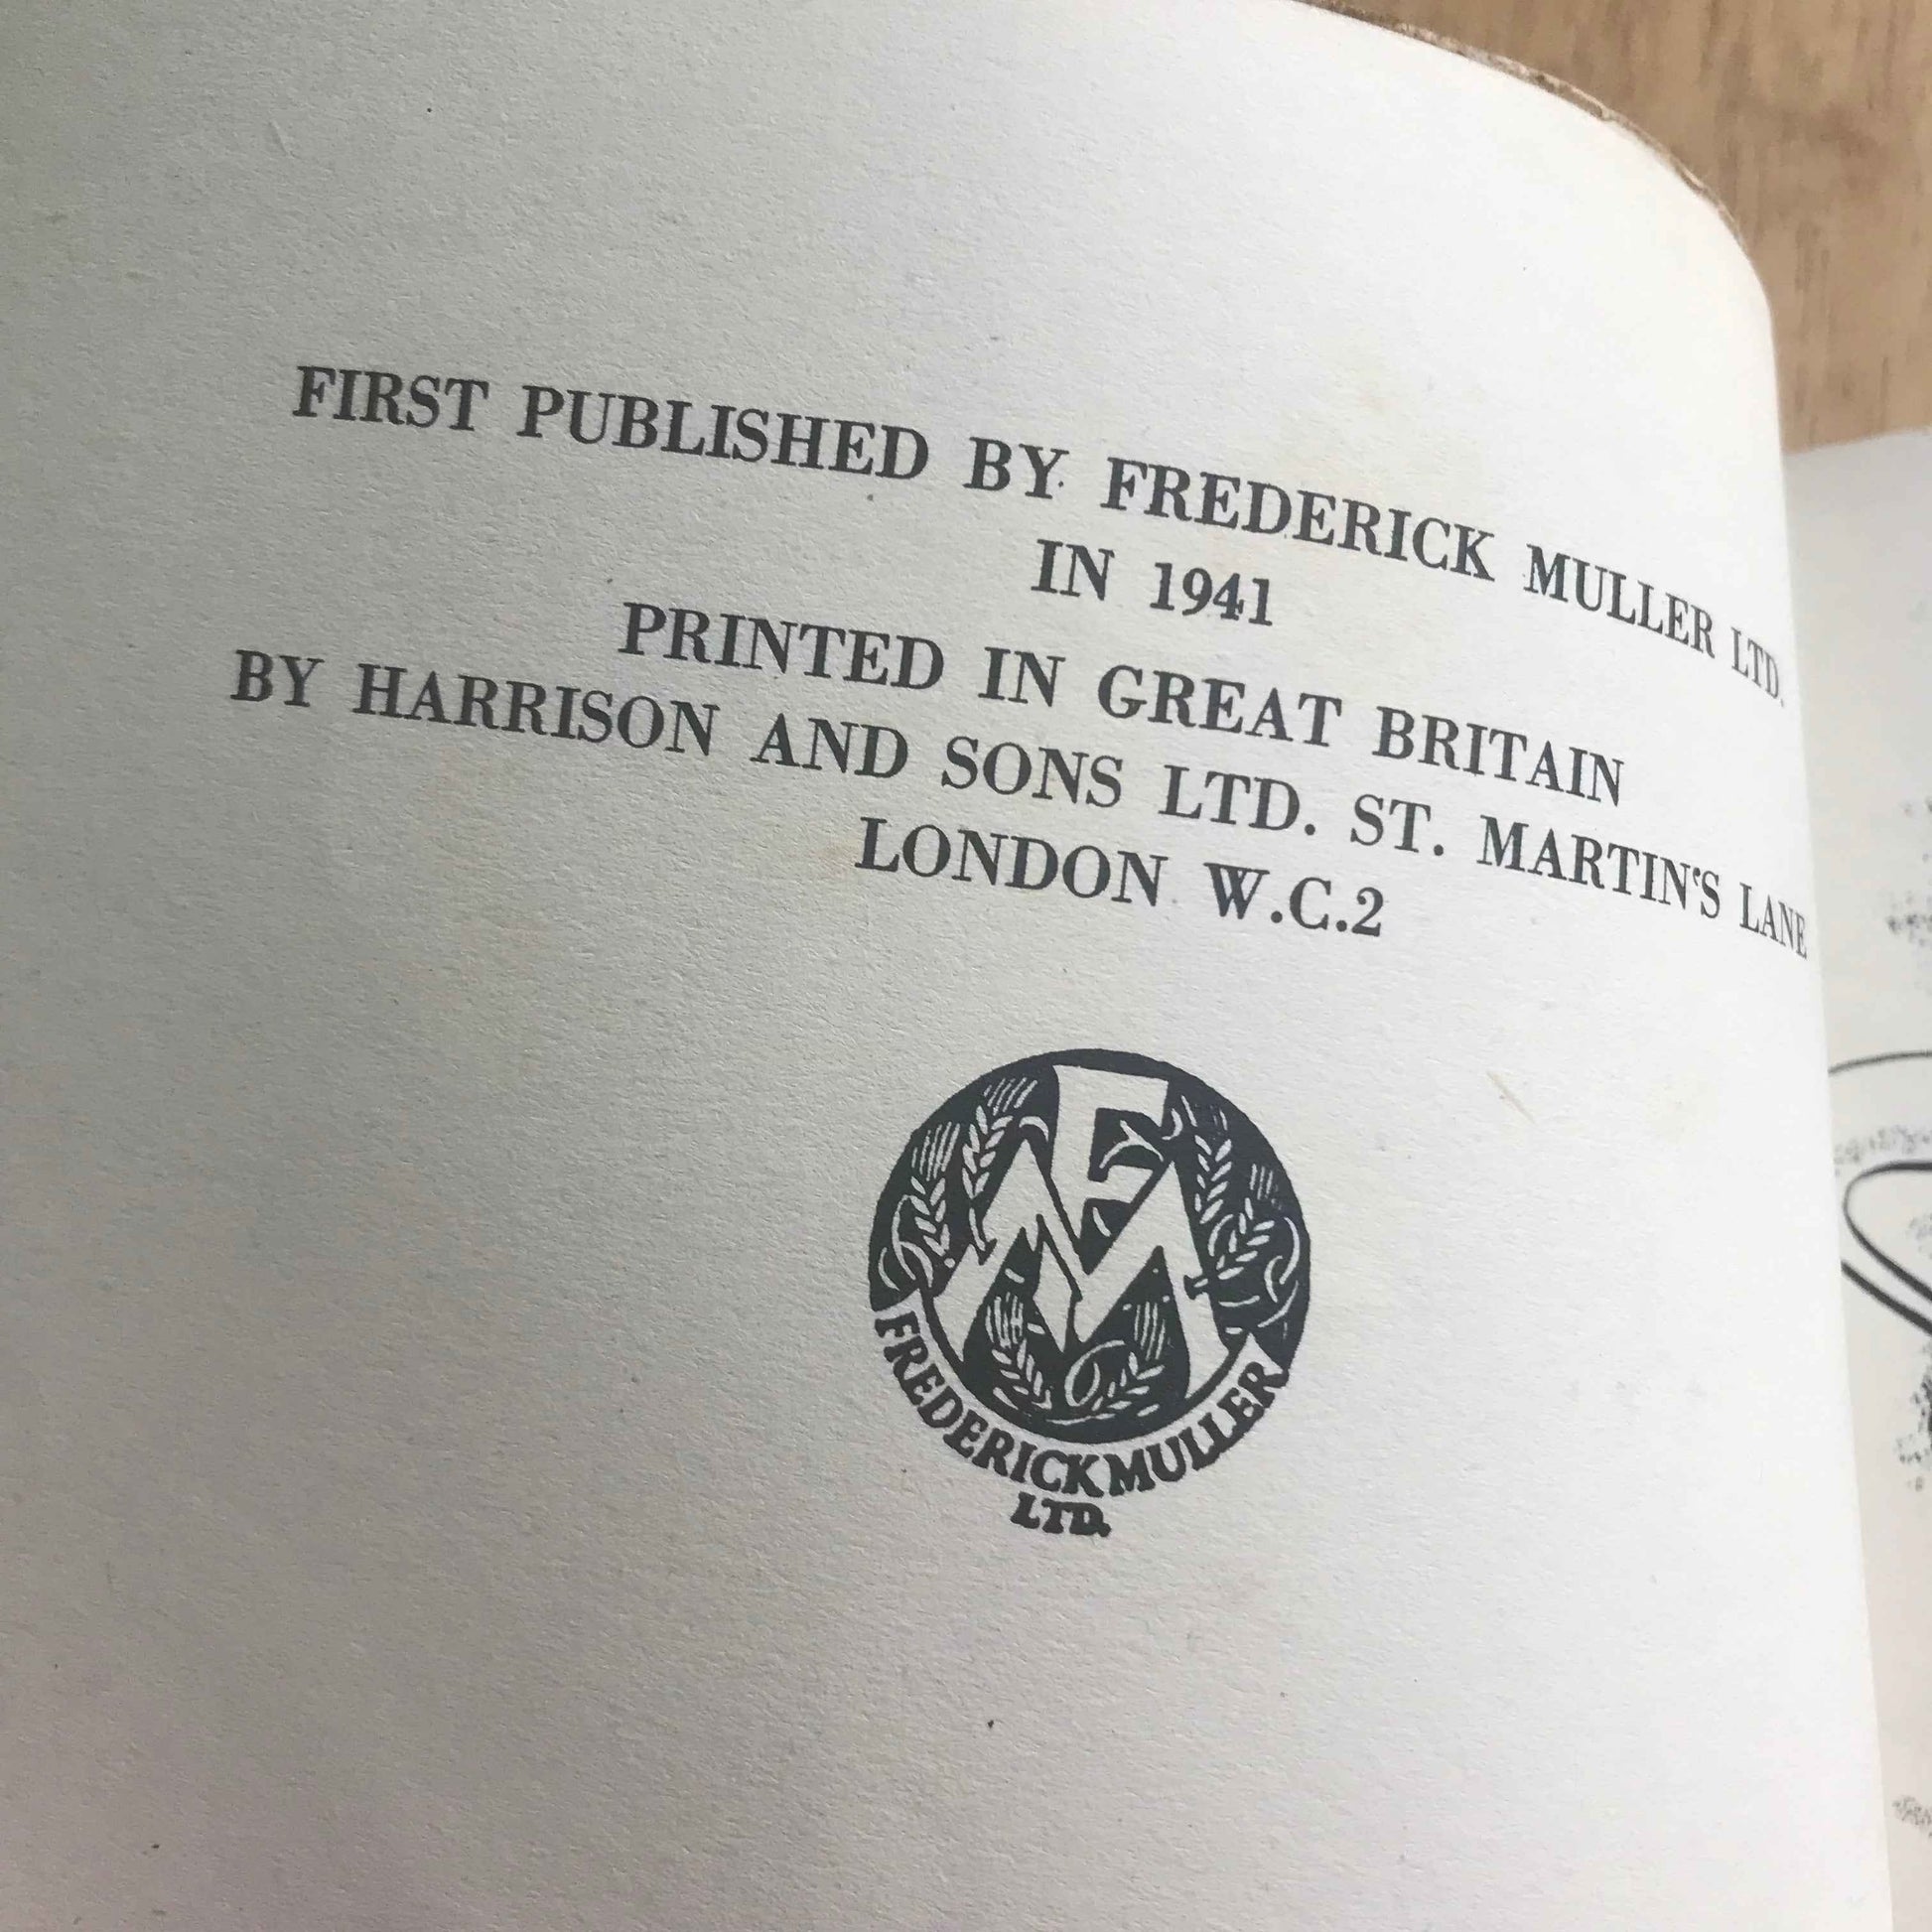 FIRST PUBLISHED BY FREDERICK MULLER LTD.
IN 1941
PRINTED IN GREAT BRITAIN
BY HARRISON AND SONS LTD. ST. MARTIN'S LANE
LONDON W.C.2
FM
FREDERICK MULLER
LTD.